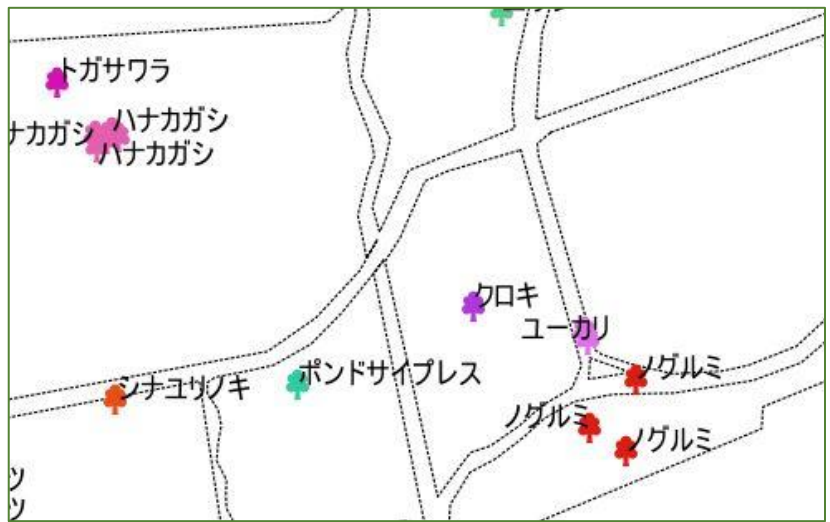 トガサワラ
ハナカガシ
ナカガシ
ハナカガシ
クロキ
ユーカリ
ノグルミ
ポンドサイプレス
シナユリノキ
ノグルミ
ノグルミ
ツ
ツ